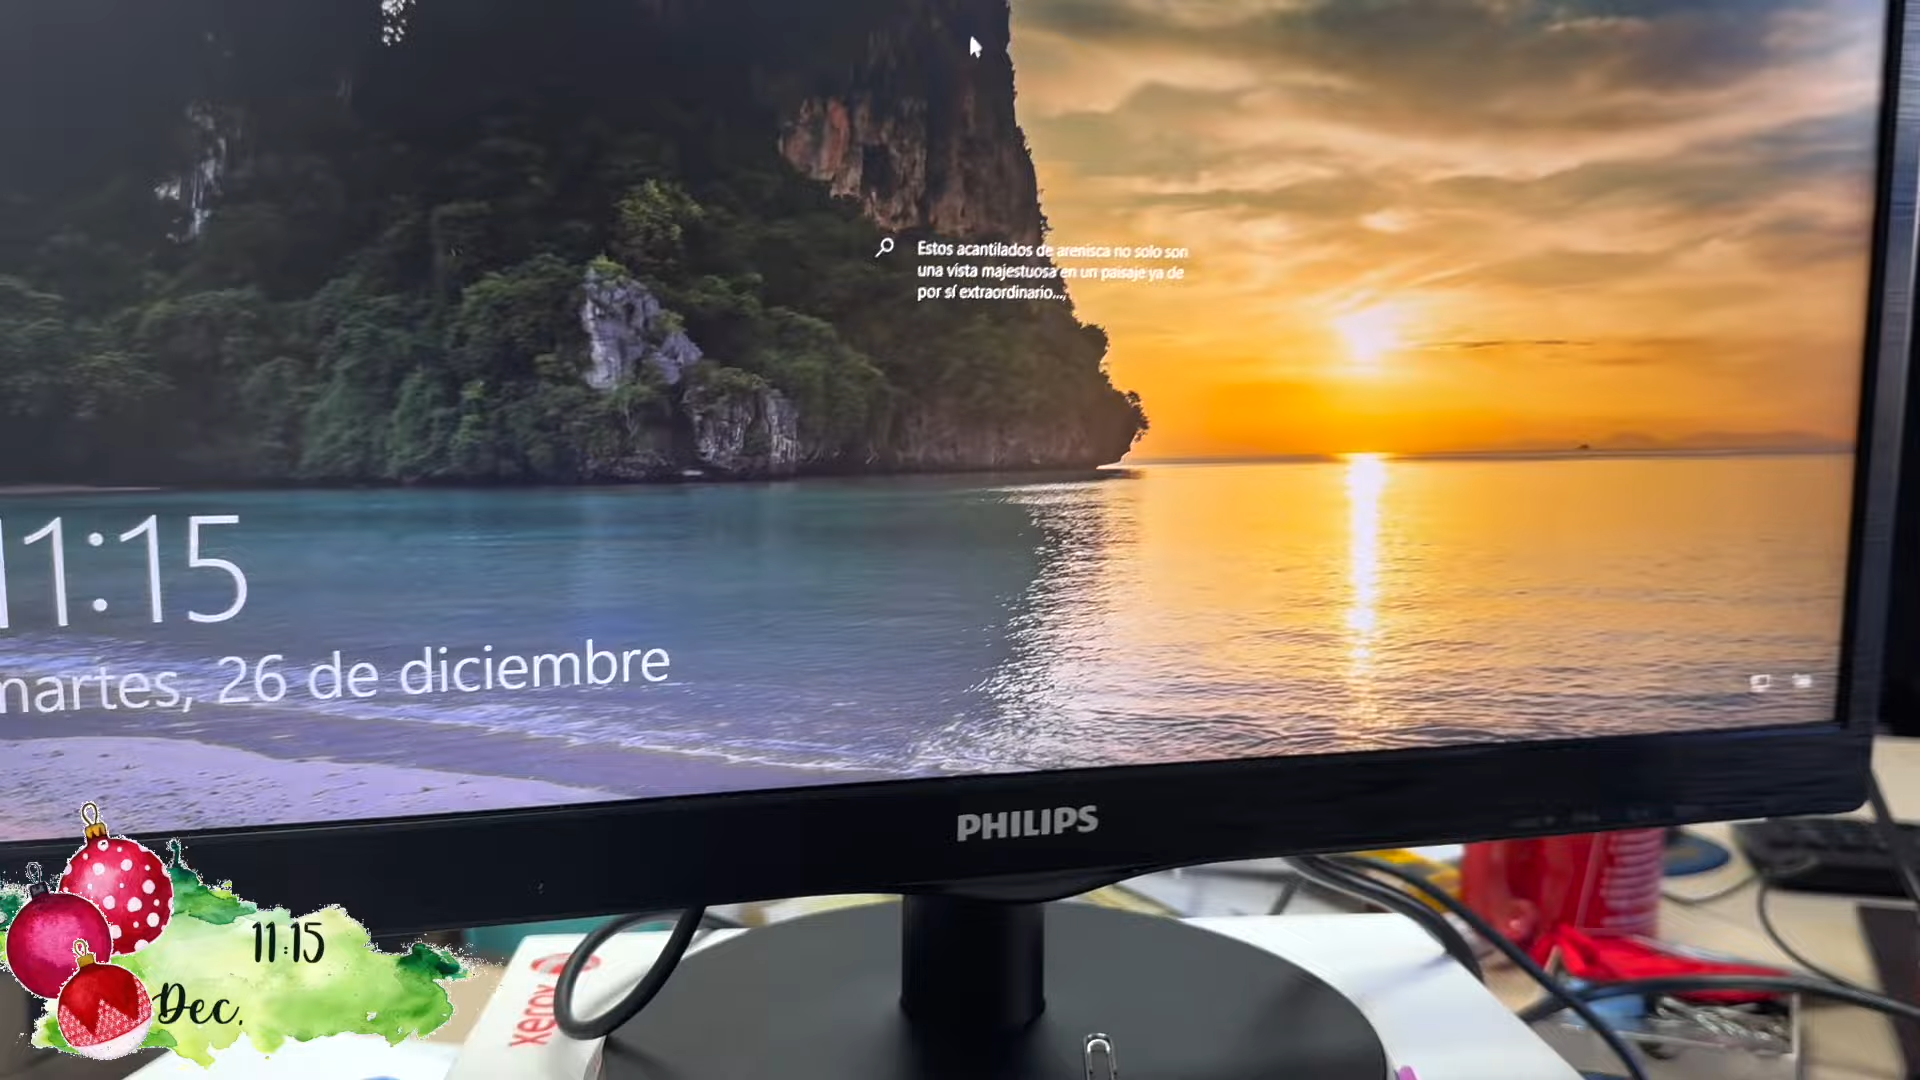 Estos acantilados de arenisca no solo son
una vista majestuosa en un paisaje ya de
por sí extraordinario...,
11:15
martes, 26 de diciembre
PHILIPS
11:15
Dec.
xerox